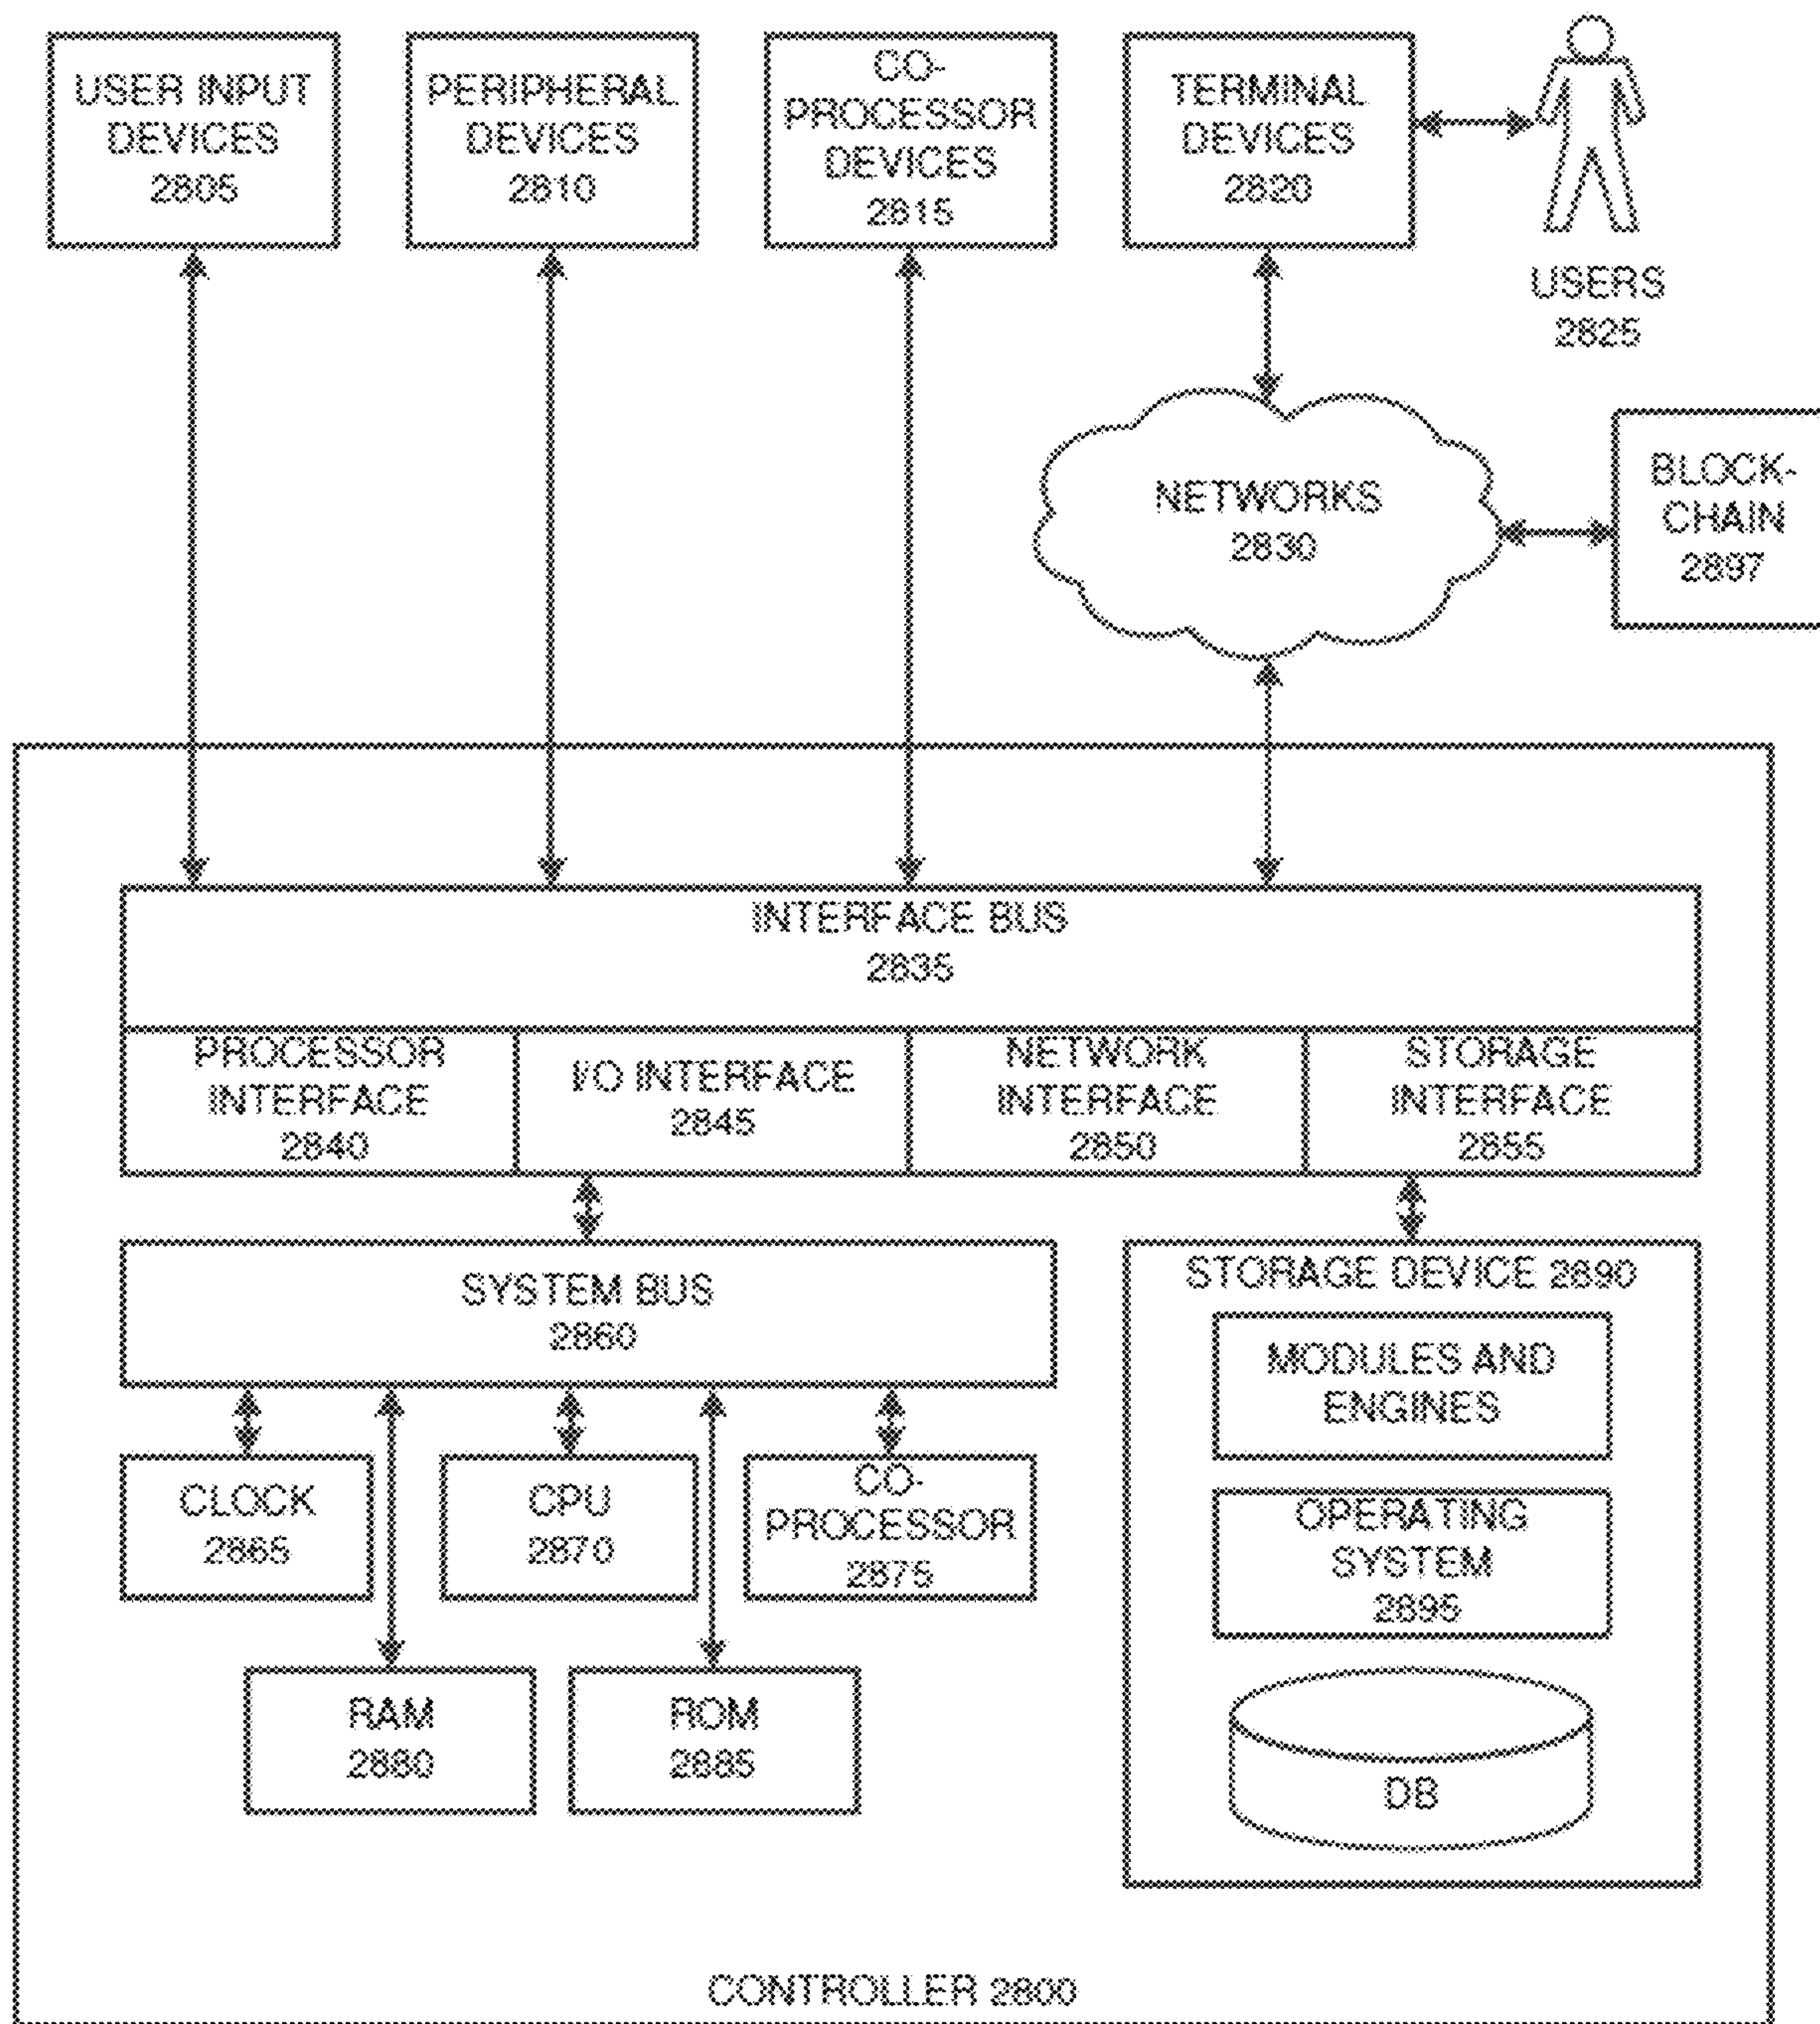 USER INPUT
DEVICES
2805
PERIPHERAL
DEVICES
2810
CO-
PROCESSOR
DEVICES
2815
TERMINAL
DEVICES
2820
USERS
2825
NETWORKS
2830
BLOCK-
CHAIN
2897
INTERFACE BUS
2835
PROCESSOR
INTERFACE
2840
I/O INTERFACE
2845
NETWORK
INTERFACE
2850
STORAGE
INTERFACE
2855
SYSTEM BUS
2860
STORAGE DEVICE 2890
MODULES AND
ENGINES
OPERATING
SYSTEM
2895
DB
CLOCK
2865
CPU
2870
CO-
PROCESSOR
2875
RAM
2880
ROM
2885
CONTROLLER 2800